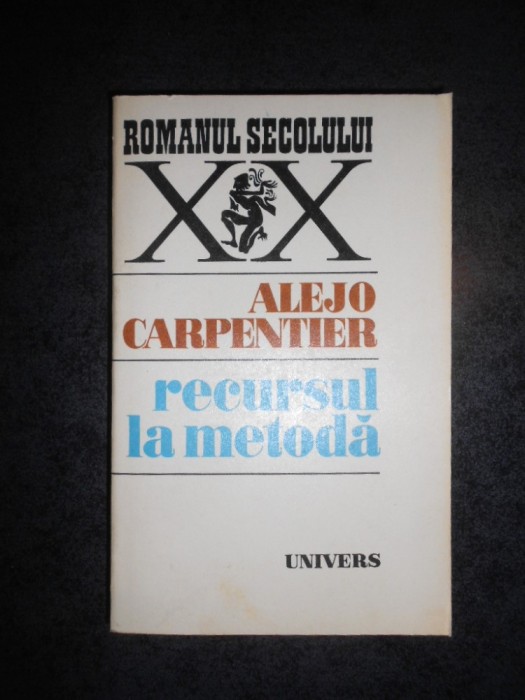 ROMANUL SECOLULUI
XX
ALEJO
CARPENTIER
recursul
la metodă
UNIVERS